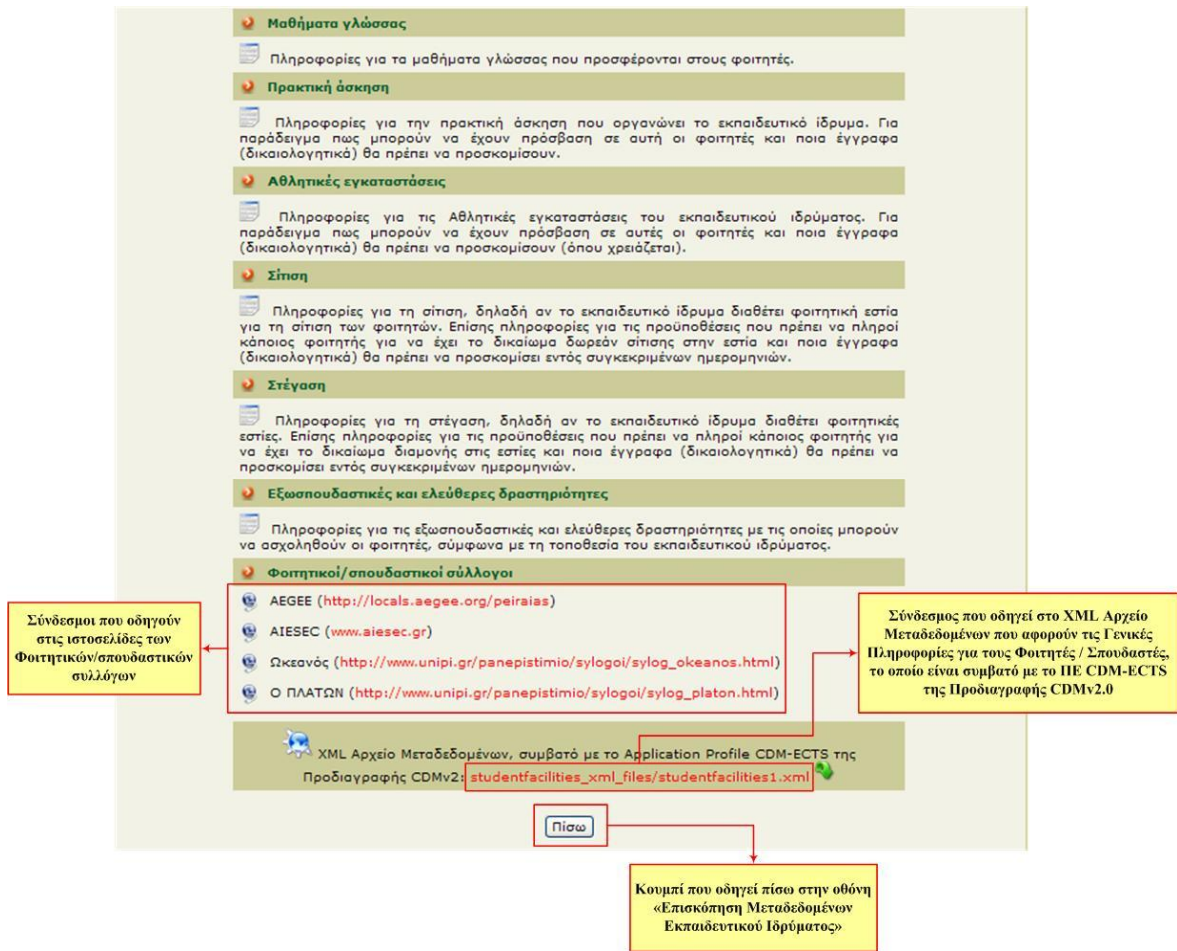 Μαθήματα γλώσσας
Πληροφορίες για τα μαθήματα γλώσσας που προσφέρονται στους φοιτητές.
Πρακτική άσκηση
Πληροφορίες για την πρακτική άσκηση που οργανώνει το εκπαιδευτικό ίδρυμα. Για
παράδειγμα πως μπορούν να έχουν πρόσβαση σε αυτή οι φοιτητές και ποια έγγραφα
(δικαιολογητικά) θα πρέπει να προσκομίσουν.
Αθλητικές εγκαταστάσεις
Πληροφορίες για τις Αθλητικές εγκαταστάσεις του εκπαιδευτικού ιδρύματος. Για
παράδειγμα πως μπορούν να έχουν πρόσβαση σε αυτές οι φοιτητές και ποια έγγραφα
(δικαιολογητικά) θα πρέπει να προσκομίσουν (όπου χρειάζεται).
Σίτιση
Πληροφορίες για τη σίτιση, δηλαδή αν το εκπαιδευτικό ίδρυμα διαθέτει φοιτητική εστία
για τη σίτιση των φοιτητών. Επίσης πληροφορίες για τις προϋποθέσεις που πρέπει να πληροί
κάποιος φοιτητής για να έχει το δικαίωμα δωρεάν σίτισης στην εστία και ποια έγγραφα
(δικαιολογητικά) θα πρέπει να προσκομίσει εντός συγκεκριμένων ημερομηνιών.
Στέγαση
Πληροφορίες για τη στέγαση, δηλαδή αν το εκπαιδευτικό ίδρυμα διαθέτει φοιτητικές
εστίες. Επίσης πληροφορίες για τις προϋποθέσεις που πρέπει να πληροί κάποιος φοιτητής για
να έχει το δικαίωμα διαμονής στις εστίες και ποια έγγραφα (δικαιολογητικά) θα πρέπει να
προσκομίσει εντός συγκεκριμένων ημερομηνιών.
Εξωσπουδαστικές και ελεύθερες δραστηριότητες
Πληροφορίες για τις εξωσπουδαστικές και ελεύθερες δραστηριότητες με τις οποίες μπορούν
να ασχοληθούν οι φοιτητές, σύμφωνα με τη τοποθεσία του εκπαιδευτικού ιδρύματος.
Φοιτητικοί/σπουδαστικοί σύλλογοι
AEGEE (http://locals.aegee.org/peiraias)
AIESEC (www.aiesec.gr)
Ωκεανός (http://www.unipi.gr/panepistimio/sylogoi/sylog_okeanos.html)
Ο ΠΛΑΤΩΝ (http://www.unipi.gr/panepistimio/sylogoi/sylog_platon.html)
Σύνδεσμοι που οδηγούν
στις ιστοσελίδες των
Φοιτητικών/σπουδαστικών
συλλόγων
Σύνδεσμος που οδηγεί στο XML Αρχείο
Μεταδεδομένων που αφορούν τις Γενικές
Πληροφορίες για τους Φοιτητές / Σπουδαστές,
το οποίο είναι συμβατό με το ΠΕ CDM-ECTS
της Προδιαγραφής CDMv2.0
XML Αρχείο Μεταδεδομένων, συμβατό με το Application Profile CDM-ECTS της
Προδιαγραφής CDMv2: studentfacilities_xml_files/studentfacilities1.xml
Πίσω
Κουμπί που οδηγεί πίσω στην οθόνη
«Επισκόπηση Μεταδεδομένων
Εκπαιδευτικού Ιδρύματος»